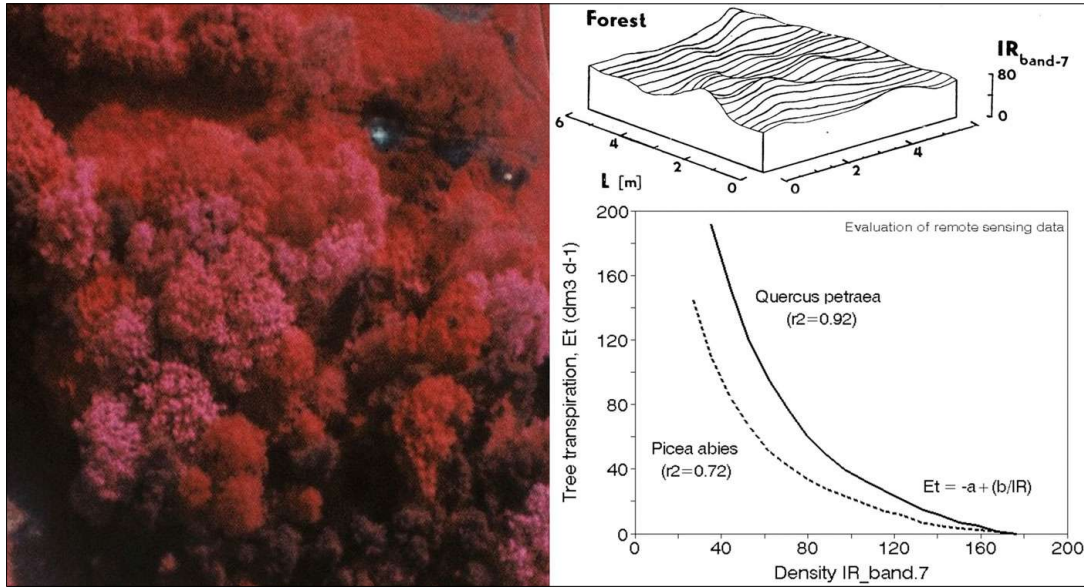 Forest
IR band-7
80
0
6
4
2
0
L [m]
0
2
4
200
160
120
80
40
0
Tree transpiration, Et (dm3 d-1)
Evaluation of remote sensing data
Quercus petraea
(r2=0.92)
Picea abies
(r2=0.72)
Et = -a+(b/IR)
0
40
80
120
160
200
Density IR_band.7